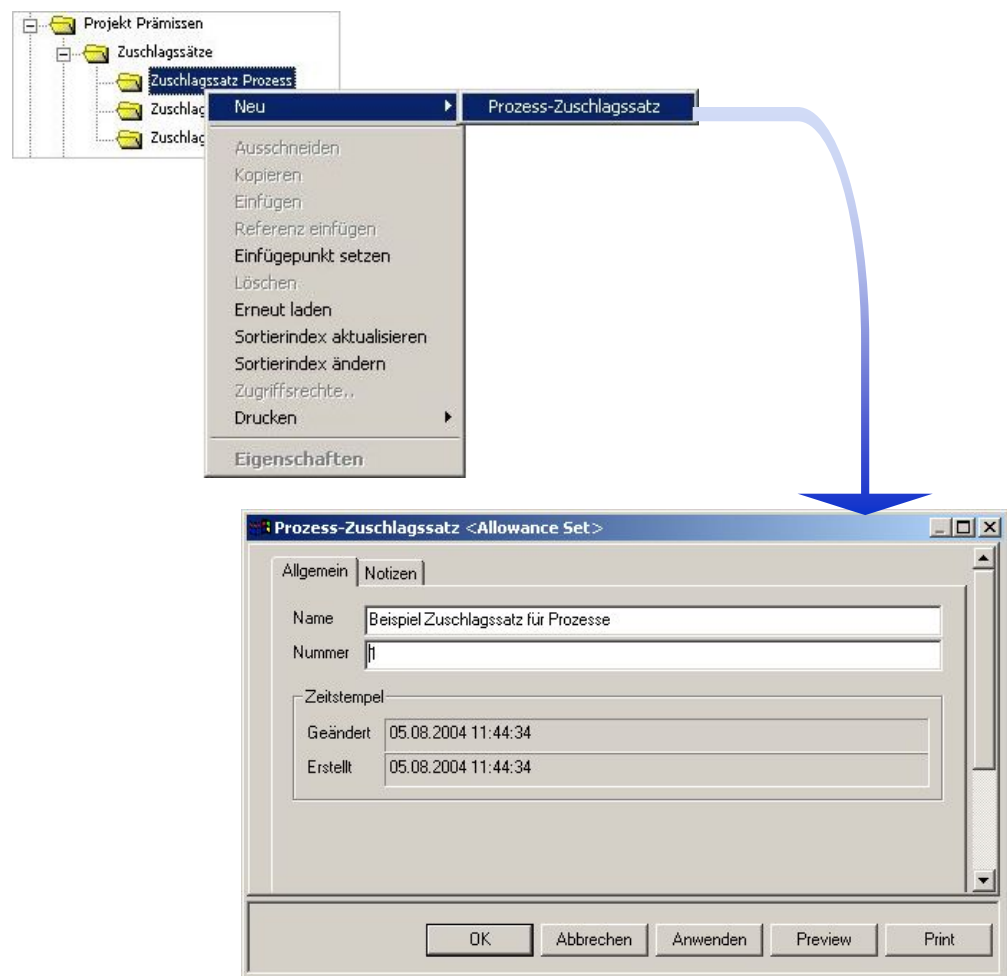 Projekt Prämissen
Zuschlagssätze
Zuschlagssatz Prozess
Zuschlag
Zuschlag
Neu
Prozess-Zuschlagssatz
Ausschneiden
Kopieren
Einfügen
Referenz einfügen
Einfügepunkt setzen
Löschen
Erneut laden
Sortierindex aktualisieren
Sortierindex ändern
Zugriffsrechte..
Drucken
Eigenschaften
Prozess-Zuschlagssatz <Allowance Set>
Allgemein Notizen
Name Beispiel Zuschlagssatz für Prozesse
Nummer 1
Zeitstempel
Geändert 05.08.2004 11:44:34
Erstellt 05.08.2004 11:44:34
OK Abbrechen Anwenden Preview Print